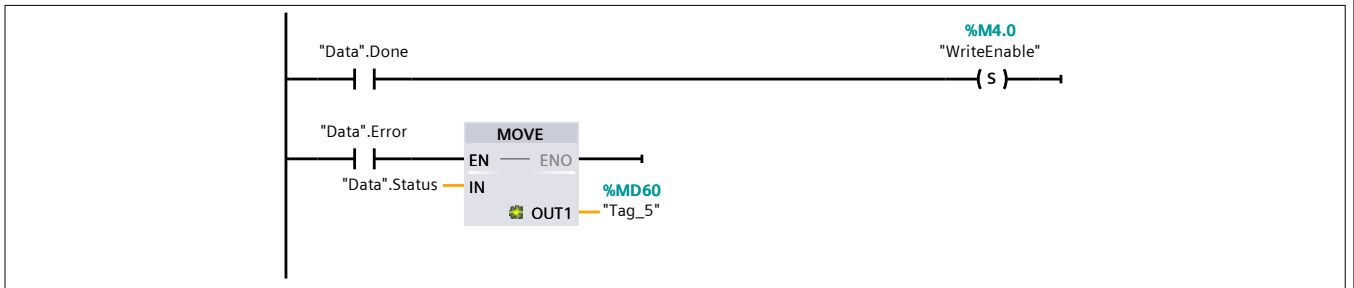 %M4.0
"Data".Done
"WriteEnable"
S
"Data".Error
MOVE
EN
ENO
"Data".Status
IN
%MD60
OUT1
"Tag_5"